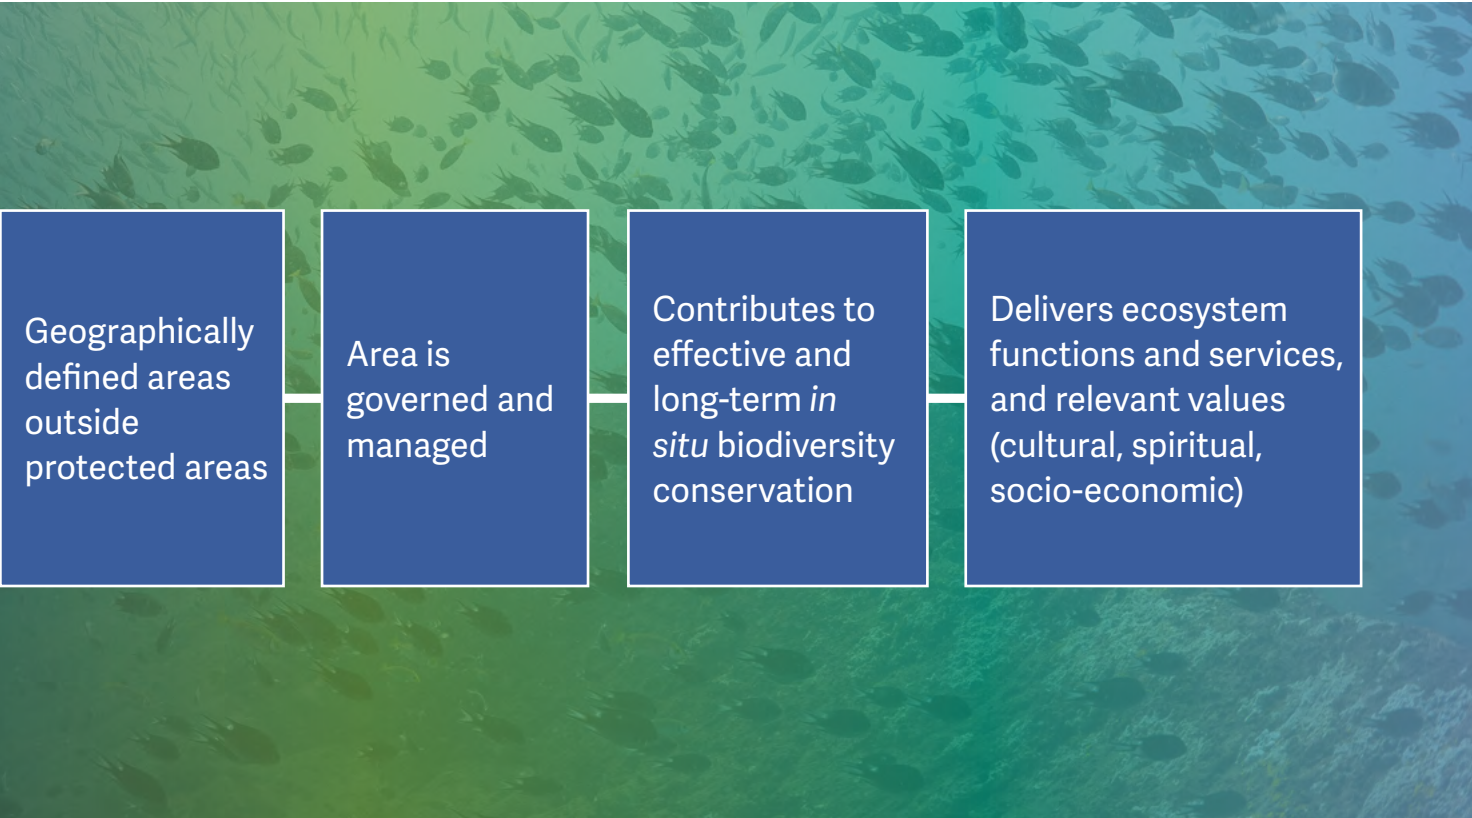 Geographically
defined areas
outside
protected areas
Area is
governed and
managed
Contributes to
effective and
long-term in
situ biodiversity
conservation
Delivers ecosystem
functions and services,
and relevant values
(cultural, spiritual,
socio-economic)